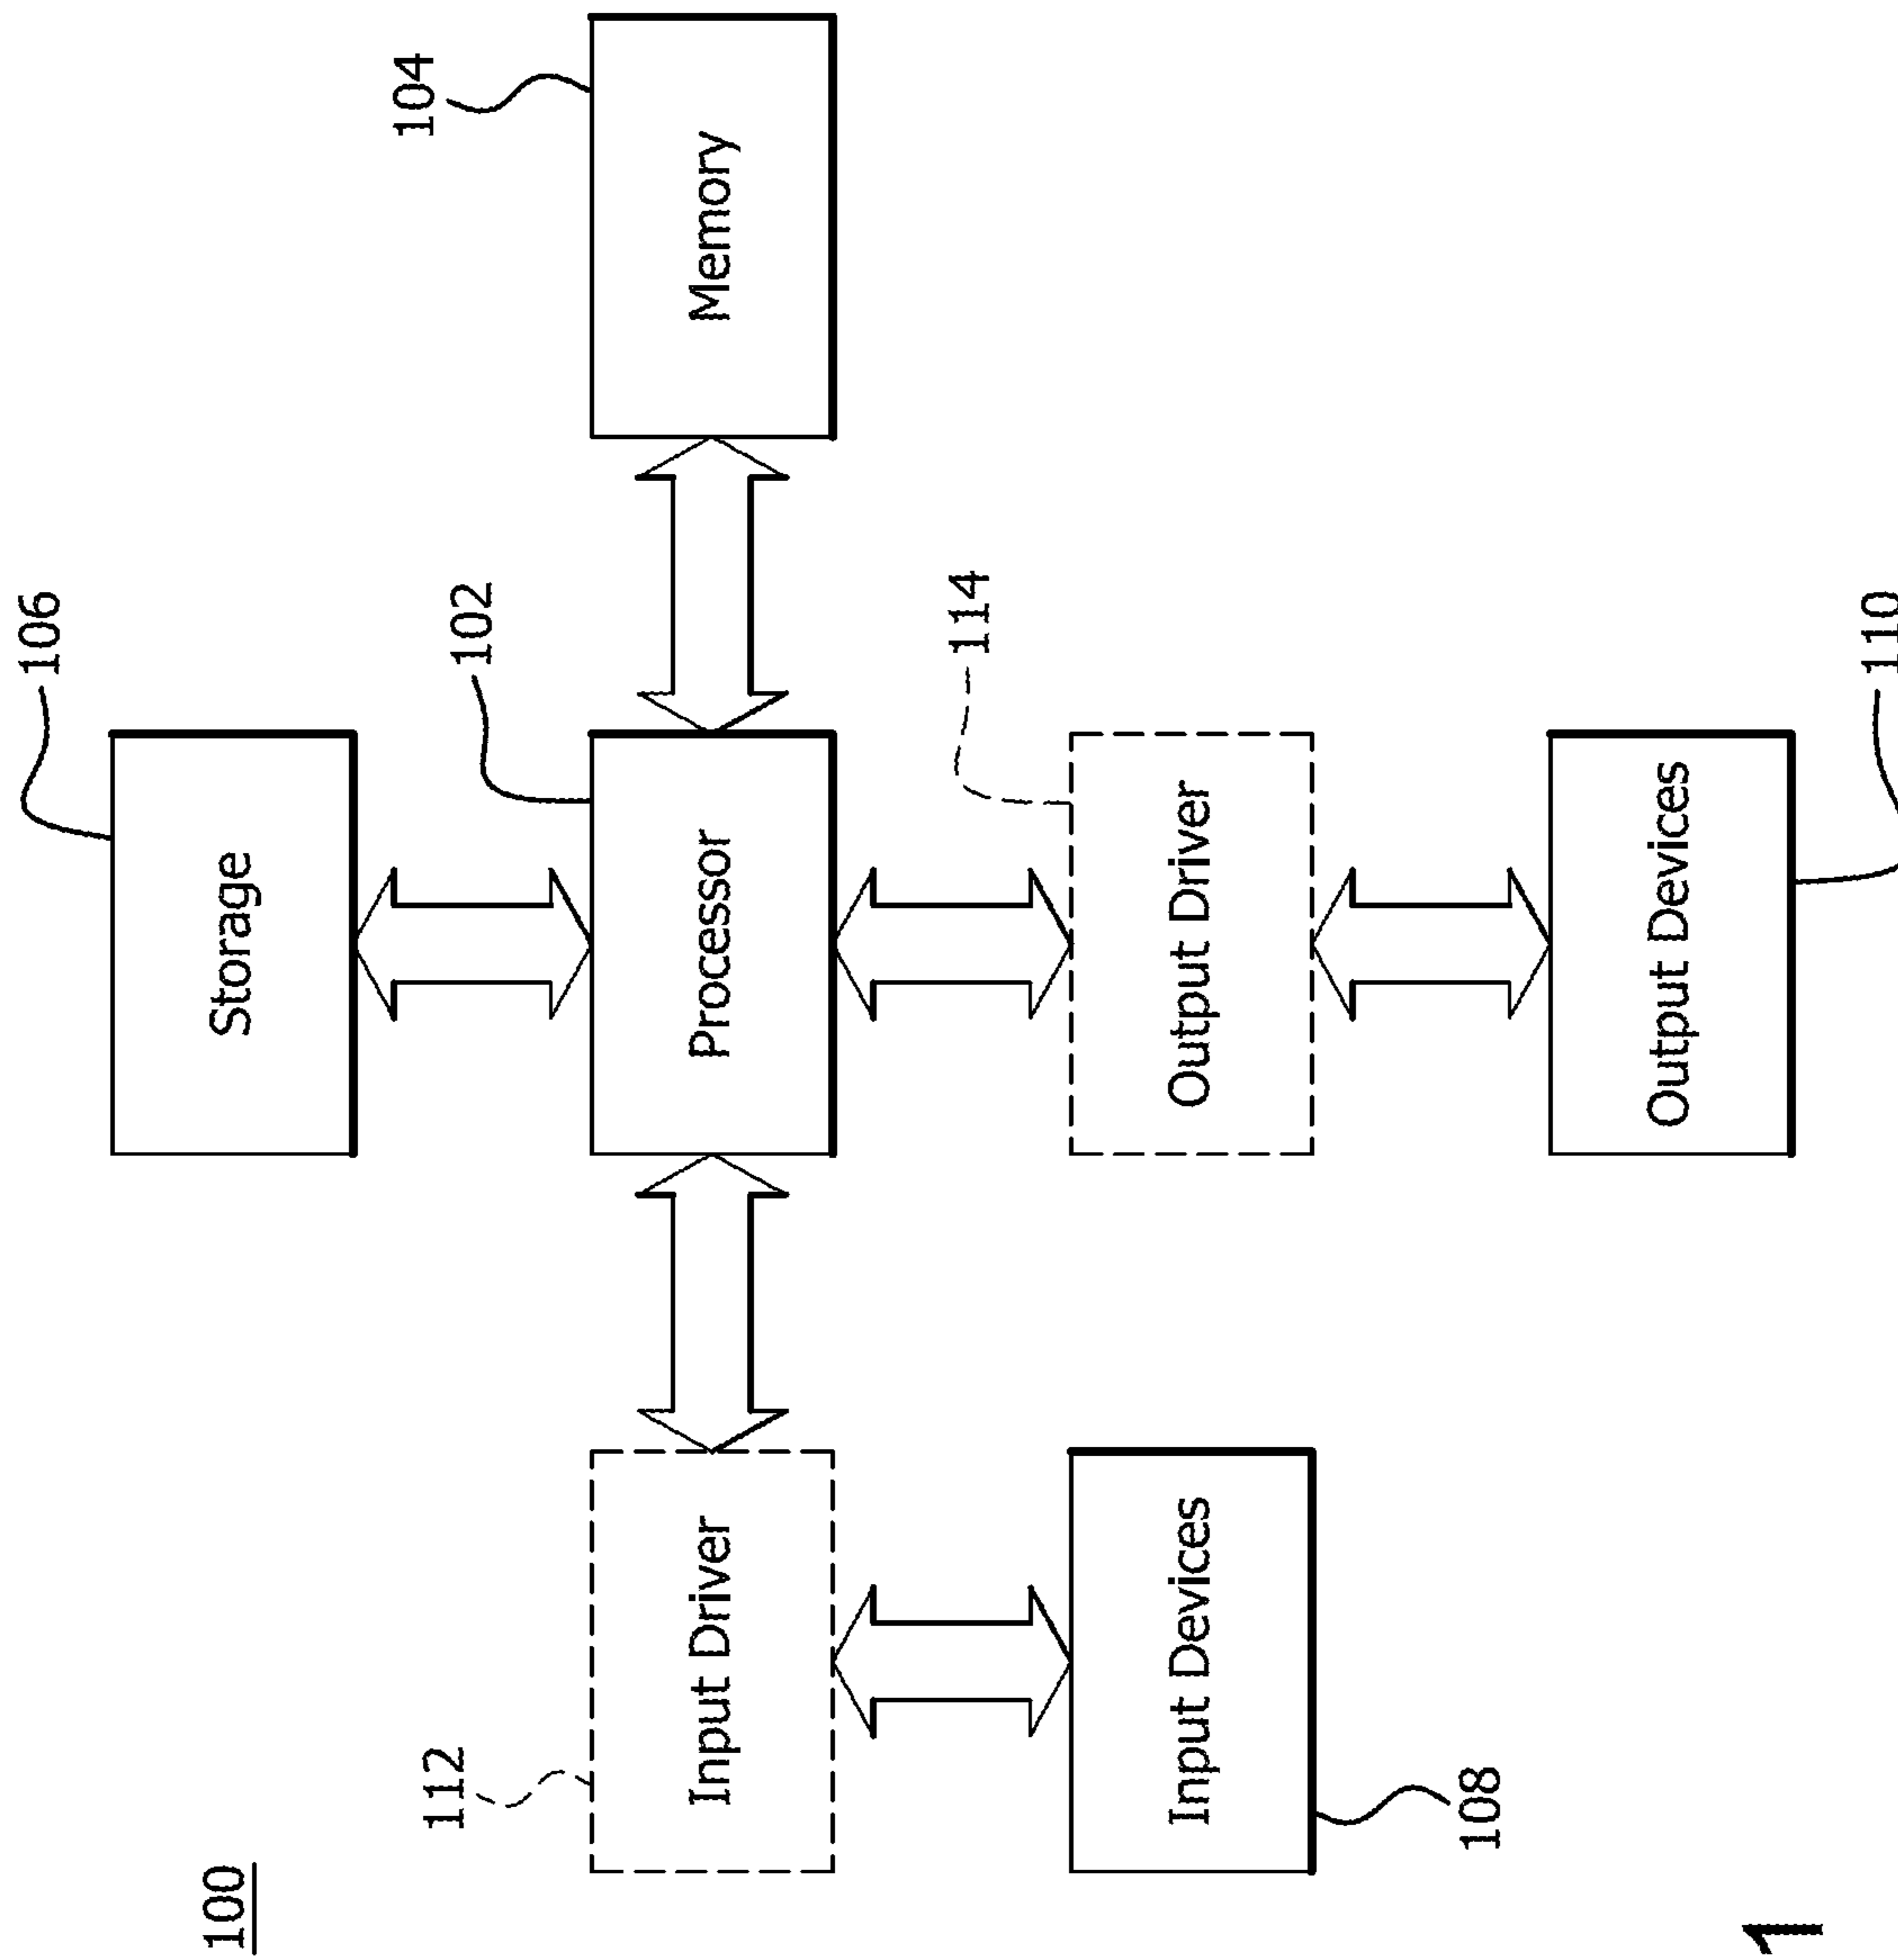 100
106
Storage
102
Processor
104
Memory
112
Input Driver
114
Output Driver
108
Input Devices
110
Output Devices
1